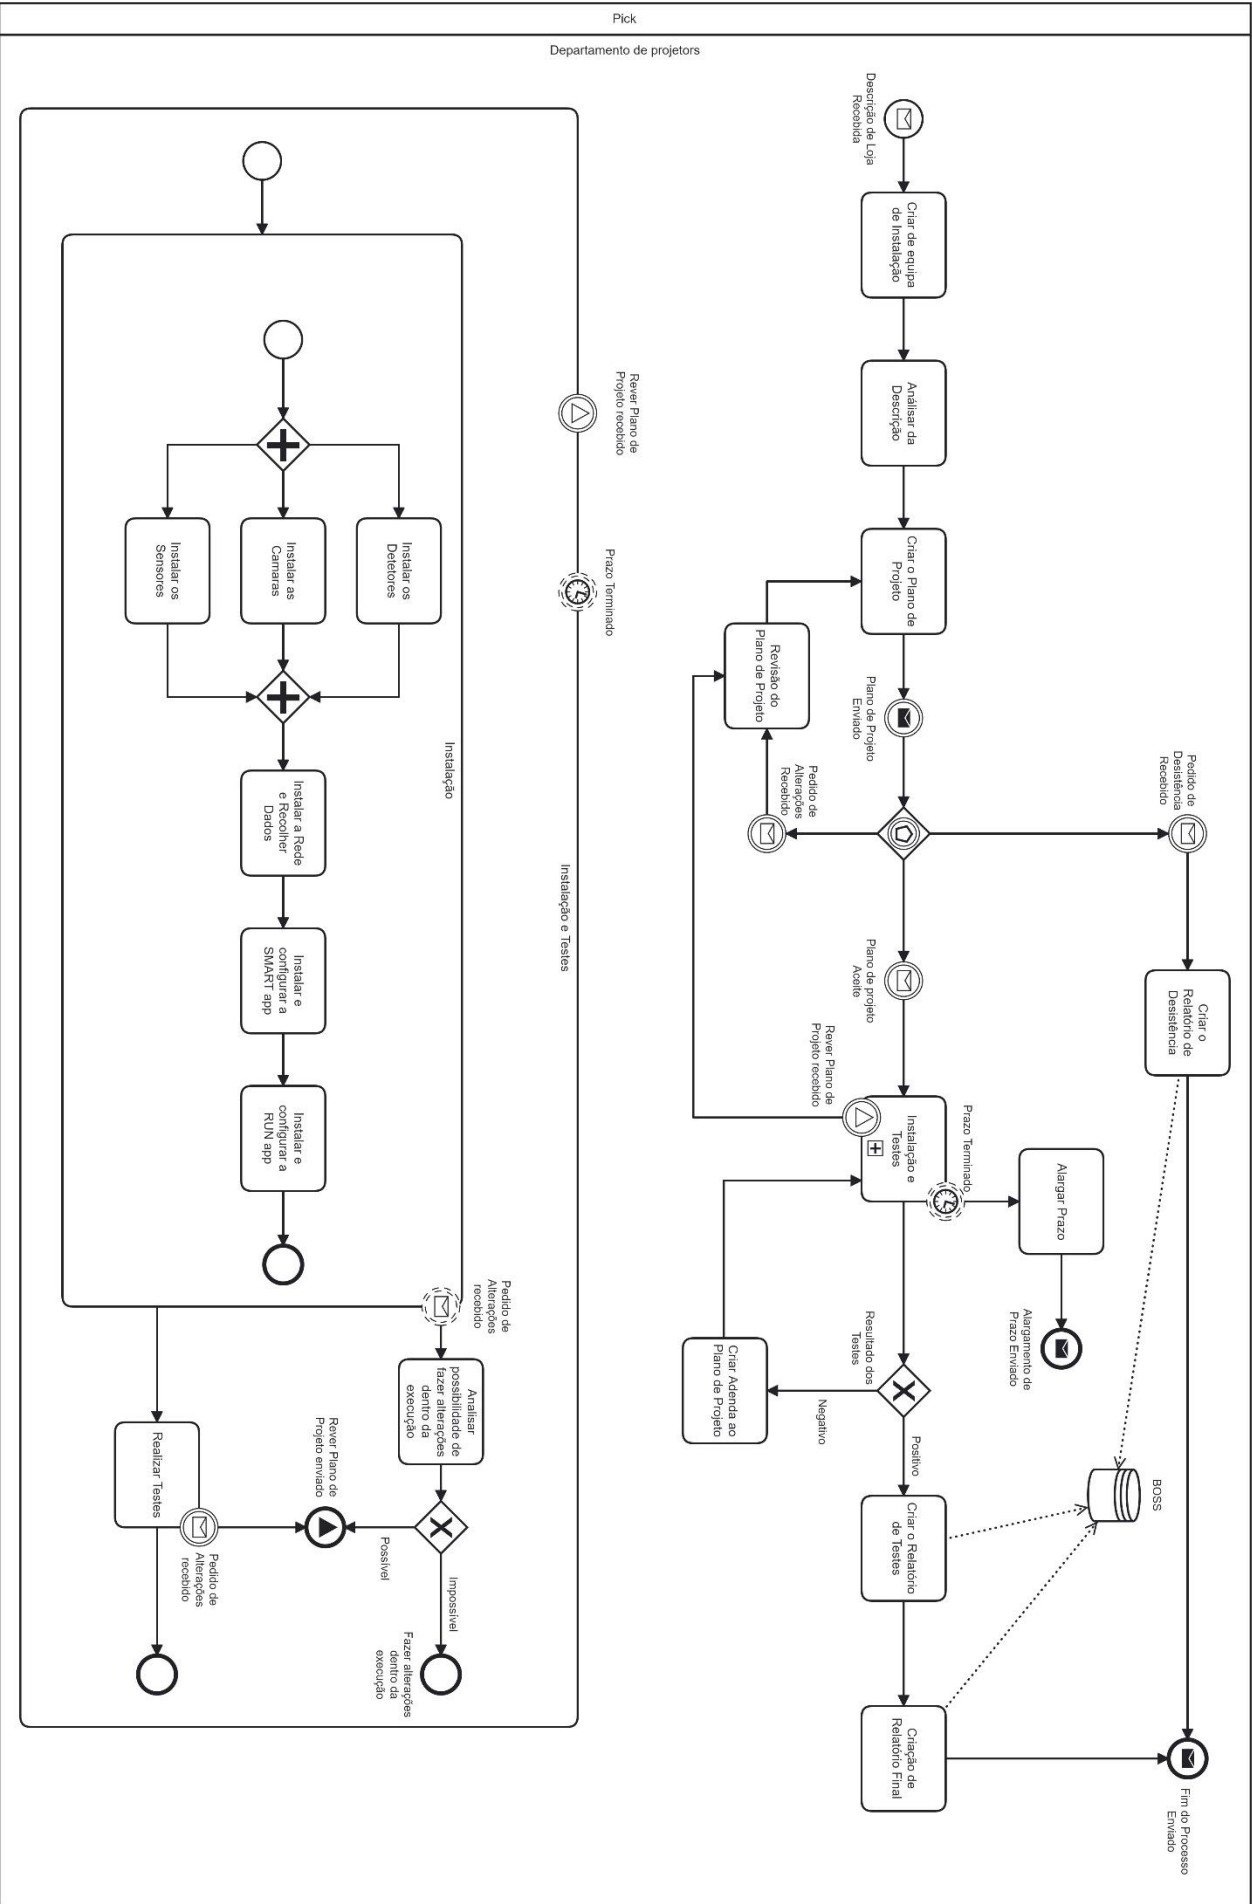 Pick
Departamento de projetors
Descrição de Loja
Recebida
Criar de equipa
de Instalação
Análisar da
Descrição
Criar o Plano de
Projeto
Plano de Projeto
Enviado
Pedido de
Desistência
Recebido
Criar o
Relatório de
Desistência
Pedido de
Alterações
Recebido
Revisão do
Plano de Projeto
Plano de projeto
Aceite
Rever Plano de
Projeto recebido
Instalação e
Testes
Prazo Terminado
Alargar Prazo
Alargamento de
Prazo Enviado
Resultado dos
Testes
Negativo
Criar Adenda ao
Plano de Projeto
Positivo
Criar o Relatório
de Testes
BOSS
Criação de
Relatório Final
Fim do Processo
Enviado
Rever Plano de
Projeto recebido
Prazo Terminado
Instalação e Testes
Instalação
Instalar os
Detetores
Instalar as
Camaras
Instalar os
Sensores
Instalar a Rede
e Recolher
Dados
Instalar e
configurar a
SMART app
Instalar e
configurar a
RUN app
Pedido de
Alterações
recebido
Analisar
possibilidade de
fazer alterações
dentro da
execução
Possível
Impossível
Rever Plano de
Projeto enviado
Fazer alterações
dentro da
execução
Realizar Testes
Pedido de
Alterações
recebido